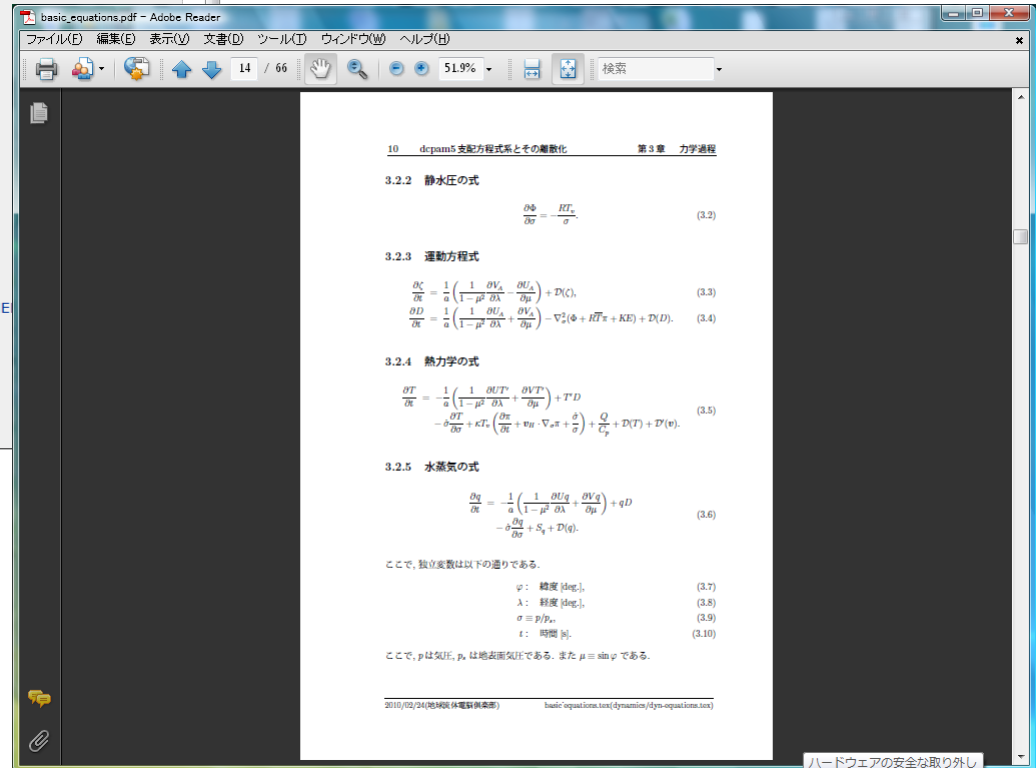 basic_equations.pdf - Adobe Reader
ファイル(F) 編集(E) 表示(V) 文書(D) ツール(T) ウィンドウ(W) ヘルプ(H)
14 / 66 51.9% 検索
10 dcpam5 支配方程式系とその離散化 第 3 章 力学過程
3.2.2 静水圧の式
∂Φ/∂σ = −RT_v/σ. (3.2)
3.2.3 運動方程式
∂ζ/∂t = 1/a (1/(1−μ²) ∂V_A/∂λ − ∂U_A/∂μ) + 𝒟(ζ), (3.3)
∂D/∂t = 1/a (1/(1−μ²) ∂U_A/∂λ + ∂V_A/∂μ) − ∇²_σ(Φ + RT̅π + KE) + 𝒟(D). (3.4)
3.2.4 熱力学の式
∂T/∂t = −1/a (1/(1−μ²) ∂UT′/∂λ + ∂VT′/∂μ) + T′D
− σ̇ ∂T/∂σ + κT_v (∂π/∂t + v_H · ∇_σπ + σ̇/σ) + Q/C_p + 𝒟(T) + 𝒟′(v). (3.5)
3.2.5 水蒸気の式
∂q/∂t = −1/a (1/(1−μ²) ∂Uq/∂λ + ∂Vq/∂μ) + qD
− σ̇ ∂q/∂σ + S_q + 𝒟(q). (3.6)
ここで, 独立変数は以下の通りである.
φ : 緯度 [deg.], (3.7)
λ : 経度 [deg.], (3.8)
σ ≡ p/p_s, (3.9)
t : 時間 [s]. (3.10)
ここで, p は気圧, p_s は地表面気圧である. また μ ≡ sin φ である.
2010/02/24(地球流体電脳倶楽部) basic˙equations.tex(dynamics/dyn-equations.tex)
ハードウェアの安全な取り外し